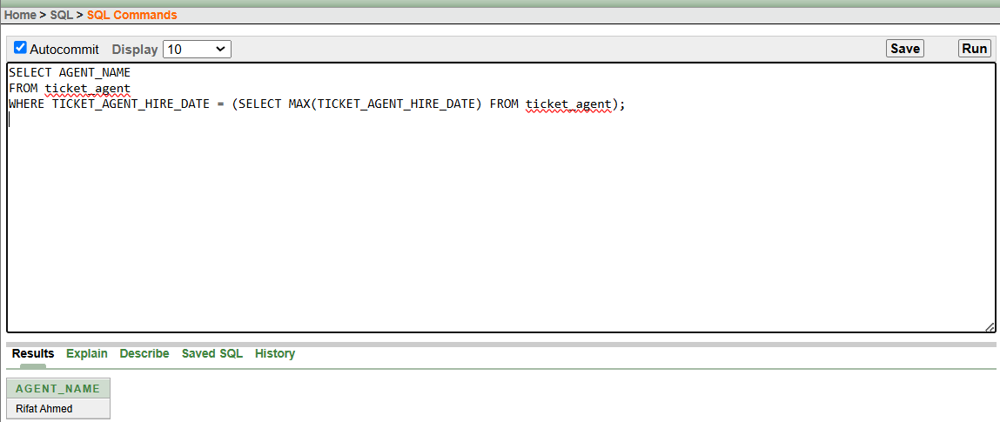 Home > SQL > SQL Commands
Autocommit Display 10 Save Run
SELECT AGENT_NAME
FROM ticket_agent
WHERE TICKET_AGENT_HIRE_DATE = (SELECT MAX(TICKET_AGENT_HIRE_DATE) FROM ticket_agent);
Results Explain Describe Saved SQL History
AGENT_NAME
Rifat Ahmed